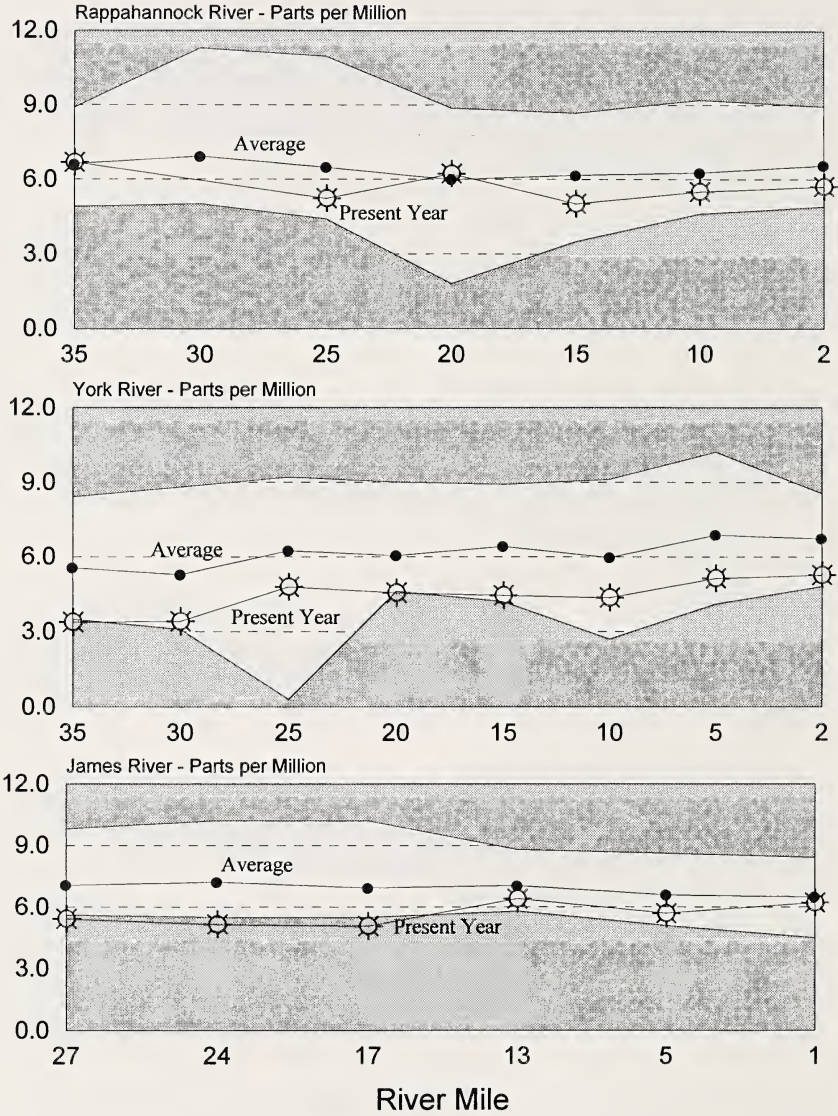 Rappahannock River - Parts per Million
12.0
9.0
Average
6.0
Present Year
3.0
0.0
35 30 25 20 15 10 2
York River - Parts per Million
12.0
9.0
6.0
Average
3.0
Present Year
0.0
35 30 25 20 15 10 5 2
James River - Parts per Million
12.0
9.0
Average
6.0
Present Year
3.0
0.0
27 24 17 13 5 1
River Mile